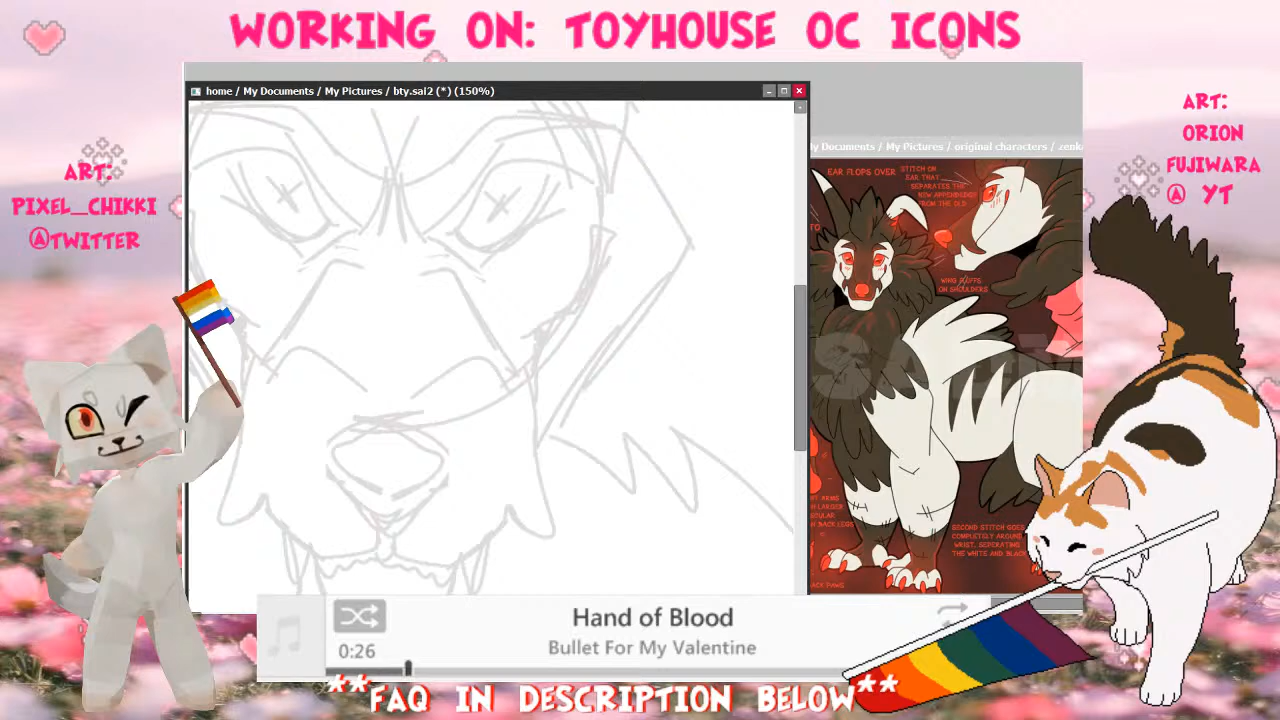 WORKING ON: TOYHOUSE OC ICONS
ART:
PIXEL_CHIKKI
@TWITTER
ART:
ORION
FUJIWARA
@ YT
home / My Documents / My Pictures / bty.sai2 (*) (150%)
My Documents / My Pictures / original characters / .zenk
EAR FLOPS OVER
STITCH ON
EAR THAT
SEPARATES THE
NEW APPENDAGE
FROM THE OLD
WING FLUFFS
ON SHOULDERS
SECOND STITCH GOES
COMPLETELY AROUND
WRIST, SEPERATING
THE WHITE AND BLACK
Hand of Blood
0:26
Bullet For My Valentine
**FAQ IN DESCRIPTION BELOW**